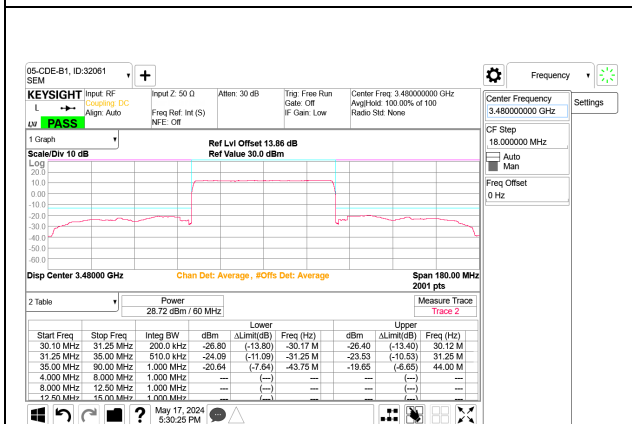 05-CDE-B1, ID:32061
SEM
Frequency
KEYSIGHT
L
LXI
PASS
Input: RF
Coupling: DC
Align: Auto
Input Z: 50 Ω
Freq Ref: Int (S)
NFE: Off
Atten: 30 dB
Trig: Free Run
Gate: Off
IF Gain: Low
Center Freq: 3.480000000 GHz
Avg|Hold: 100.00% of 100
Radio Std: None
Center Frequency
3.480000000 GHz
Settings
CF Step
18.000000 MHz
Auto
Man
Freq Offset
0 Hz
1 Graph
Scale/Div 10 dB
Ref Lvl Offset 13.86 dB
Ref Value 30.0 dBm
Log
20.0
10.0
0.00
-10.0
-20.0
-30.0
-40.0
-50.0
-60.0
Disp Center 3.48000 GHz
Chan Det: Average, #Offs Det: Average
Span 180.00 MHz
2001 pts
2 Table
Power
28.72 dBm / 60 MHz
Measure Trace
Trace 2
Lower Upper
Start Freq Stop Freq Integ BW dBm ΔLimit(dB) Freq (Hz) dBm ΔLimit(dB) Freq (Hz)
30.10 MHz 31.25 MHz 200.0 kHz -26.80 (-13.80) -30.17 M -26.40 (-13.40) 30.12 M
31.25 MHz 35.00 MHz 510.0 kHz -24.09 (-11.09) -31.25 M -23.53 (-10.53) 31.25 M
35.00 MHz 90.00 MHz 1.000 MHz -20.64 (-7.64) -43.75 M -19.65 (-6.65) 44.00 M
4.000 MHz 8.000 MHz 1.000 MHz --- (---) --- --- (---) ---
8.000 MHz 12.50 MHz 1.000 MHz --- (---) --- --- (---) ---
12.50 MHz 15.00 MHz 1.000 MHz --- (---) --- --- (---) ---
May 17, 2024
5:30:25 PM